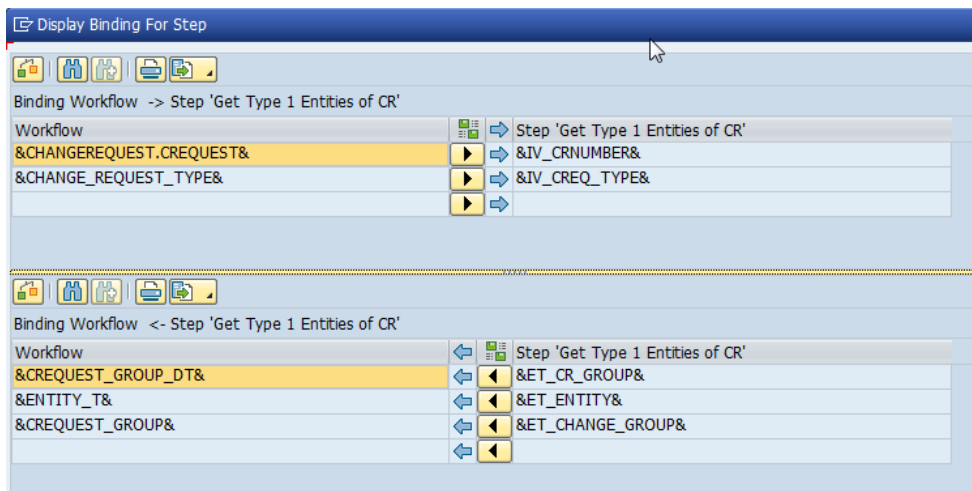 Display Binding For Step
Binding Workflow -> Step 'Get Type 1 Entities of CR'
Workflow Step 'Get Type 1 Entities of CR'
&CHANGEREQUEST.CREQUEST& &IV_CRNUMBER&
&CHANGE_REQUEST_TYPE& &IV_CREQ_TYPE&
Binding Workflow <- Step 'Get Type 1 Entities of CR'
Workflow Step 'Get Type 1 Entities of CR'
&CREQUEST_GROUP_DT& &ET_CR_GROUP&
&ENTITY_T& &ET_ENTITY&
&CREQUEST_GROUP& &ET_CHANGE_GROUP&